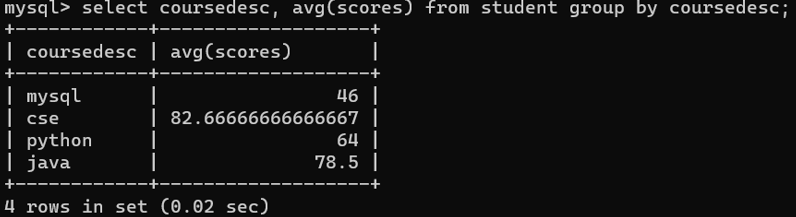 mysql> select coursedesc, avg(scores) from student group by coursedesc;
+------------+-------------------+
| coursedesc | avg(scores)       |
+------------+-------------------+
| mysql      |                46 |
| cse        | 82.66666666666667 |
| python     |                64 |
| java       |              78.5 |
+------------+-------------------+
4 rows in set (0.02 sec)